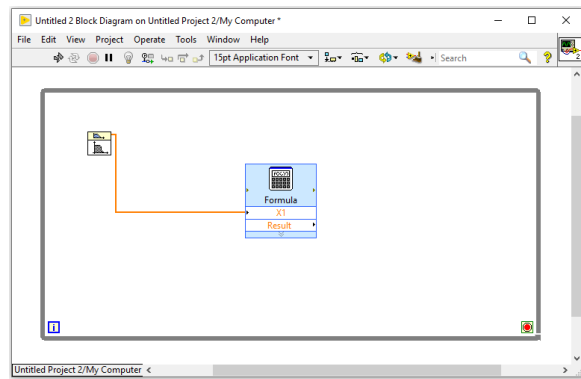 Untitled 2 Block Diagram on Untitled Project 2/My Computer *
File Edit View Project Operate Tools Window Help
15pt Application Font Search
2
Formula
X1
Result
i
Untitled Project 2/My Computer